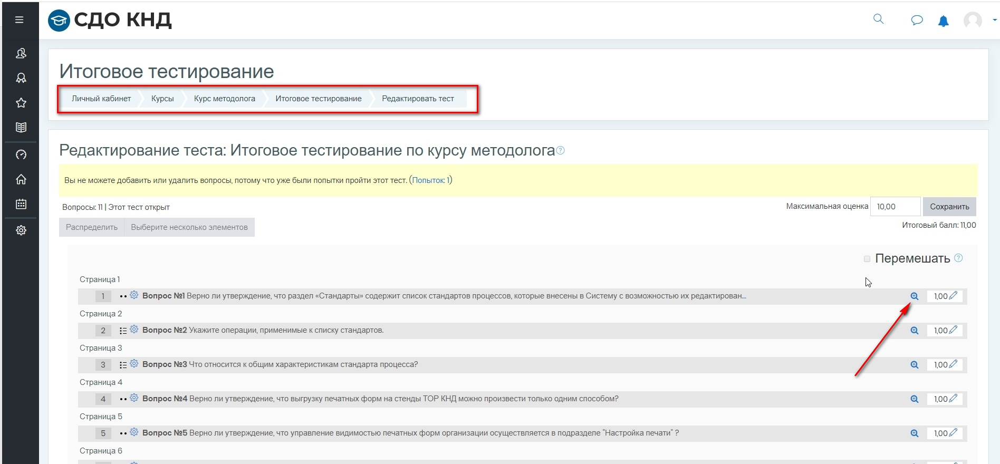 СДО КНД
Итоговое тестирование
Личный кабинет Курсы Курс методолога Итоговое тестирование Редактировать тест
Редактирование теста: Итоговое тестирование по курсу методолога
Вы не можете добавить или удалить вопросы, потому что уже были попытки пройти этот тест. (Попыток: 1)
Вопросы: 11 | Этот тест открыт
Максимальная оценка 10,00 Сохранить
Итоговый балл: 11,00
Распределить Выберите несколько элементов
Перемешать
Страница 1
1 Вопрос №1 Верно ли утверждение, что раздел «Стандарты» содержит список стандартов процессов, которые внесены в Систему с возможностью их редактирован... 1,00
Страница 2
2 Вопрос №2 Укажите операции, применимые к списку стандартов. 1,00
Страница 3
3 Вопрос №3 Что относится к общим характеристикам стандарта процесса? 1,00
Страница 4
4 Вопрос №4 Верно ли утверждение, что выгрузку печатных форм на стенды ТОР КНД можно произвести только одним способом? 1,00
Страница 5
5 Вопрос №5 Верно ли утверждение, что управление видимостью печатных форм организации осуществляется в подразделе "Настройка печати" ? 1,00
Страница 6